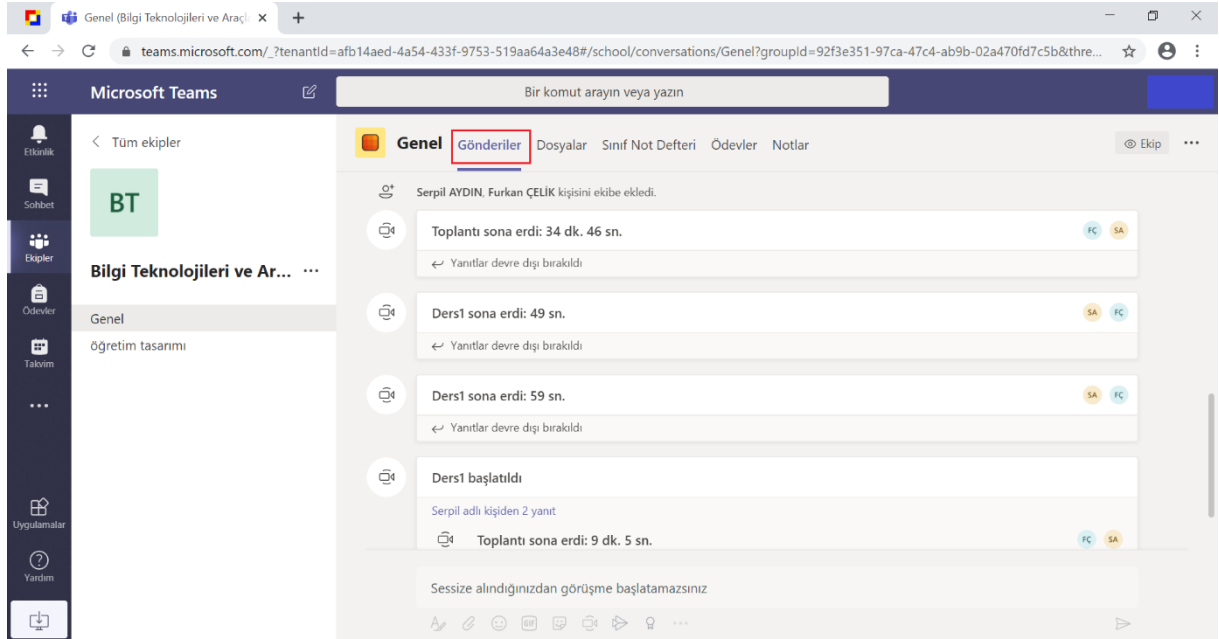 Genel (Bilgi Teknolojileri ve Araçla
teams.microsoft.com/_?tenantId=afb14aed-4a54-433f-9753-519aa64a3e48#/school/conversations/Genel?groupId=92f3e351-97ca-47c4-ab9b-02a470fd7c5b&thre...
Microsoft Teams
Bir komut arayın veya yazın
Etkinlik
Sohbet
Ekipler
Ödevler
Takvim
Uygulamalar
Yardım
Tüm ekipler
BT
Bilgi Teknolojileri ve Ar... ...
Genel
öğretim tasarımı
Genel Gönderiler Dosyalar Sınıf Not Defteri Ödevler Notlar Ekip
Serpil AYDIN, Furkan ÇELİK kişisini ekibe ekledi.
Toplantı sona erdi: 34 dk. 46 sn. FÇ SA
Yanıtlar devre dışı bırakıldı
Ders1 sona erdi: 49 sn. SA FÇ
Yanıtlar devre dışı bırakıldı
Ders1 sona erdi: 59 sn. SA FÇ
Yanıtlar devre dışı bırakıldı
Ders1 başlatıldı
Serpil adlı kişiden 2 yanıt
Toplantı sona erdi: 9 dk. 5 sn. FÇ SA
Sessize alındığınızdan görüşme başlatamazsınız
GIF